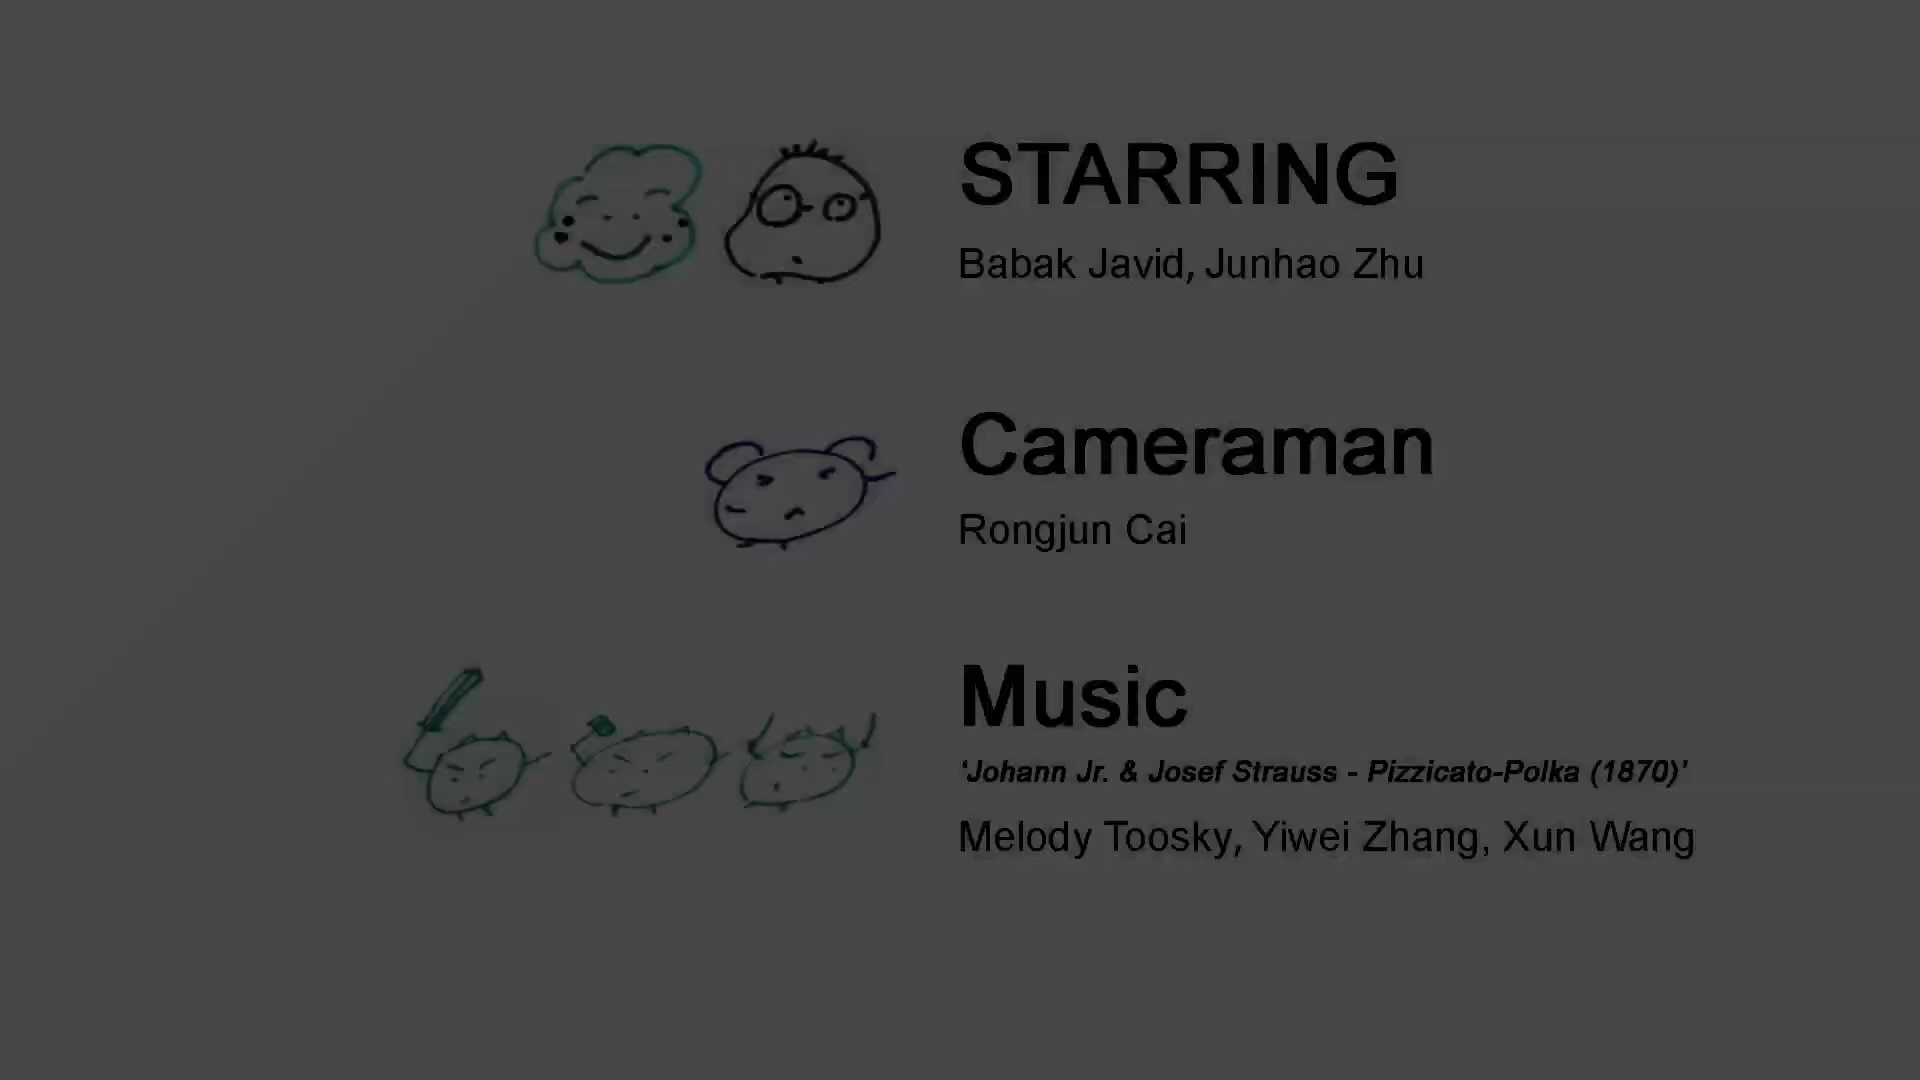 STARRING
Babak Javid, Junhao Zhu
Cameraman
Rongjun Cai
Music
'Johann Jr. & Josef Strauss - Pizzicato-Polka (1870)'
Melody Toosky, Yiwei Zhang, Xun Wang